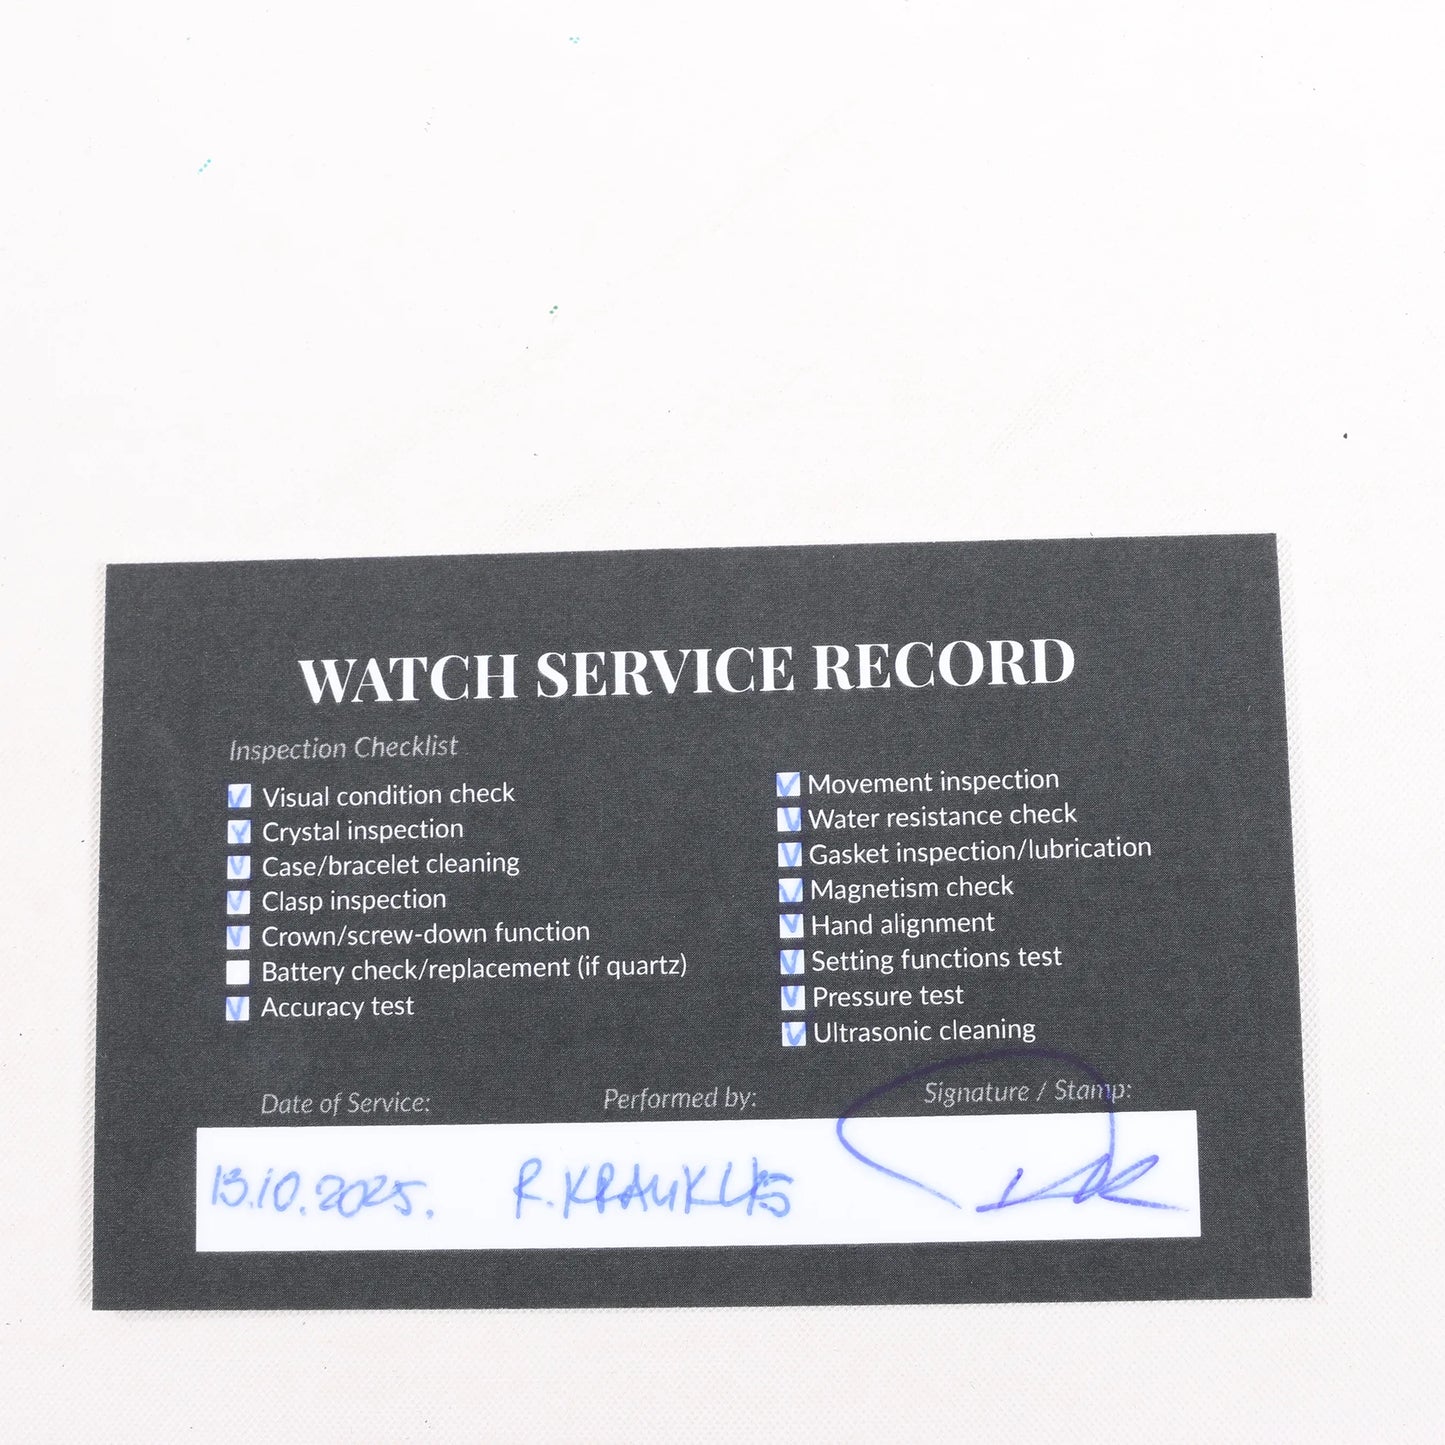 WATCH SERVICE RECORD
Inspection Checklist
Visual condition check
Crystal inspection
Case/bracelet cleaning
Clasp inspection
Crown/screw-down function
Battery check/replacement (if quartz)
Accuracy test
Movement inspection
Water resistance check
Gasket inspection/lubrication
Magnetism check
Hand alignment
Setting functions test
Pressure test
Ultrasonic cleaning
Date of Service:
Performed by:
Signature / Stamp:
13.10.2025.
R. KRAUKLIS